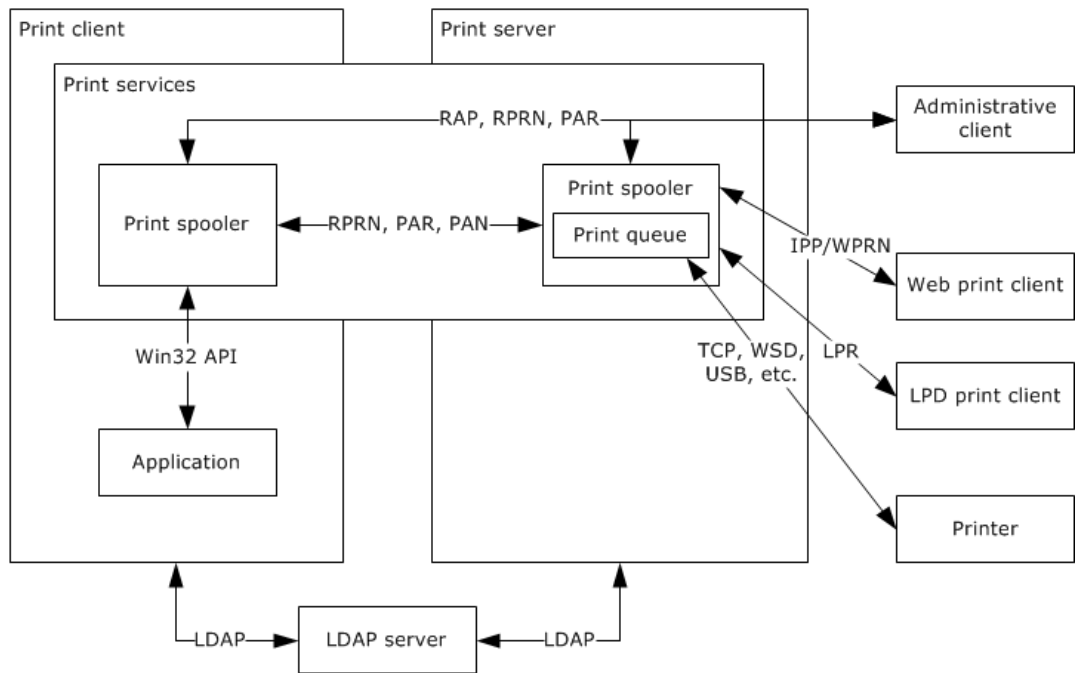 Print client
Print server
Print services
RAP, RPRN, PAR
Administrative
client
Print spooler
Print spooler
RPRN, PAR, PAN
Print queue
IPP/WPRN
Web print client
Win32 API
TCP, WSD,
USB, etc.
LPR
LPD print client
Application
Printer
LDAP
LDAP server
LDAP